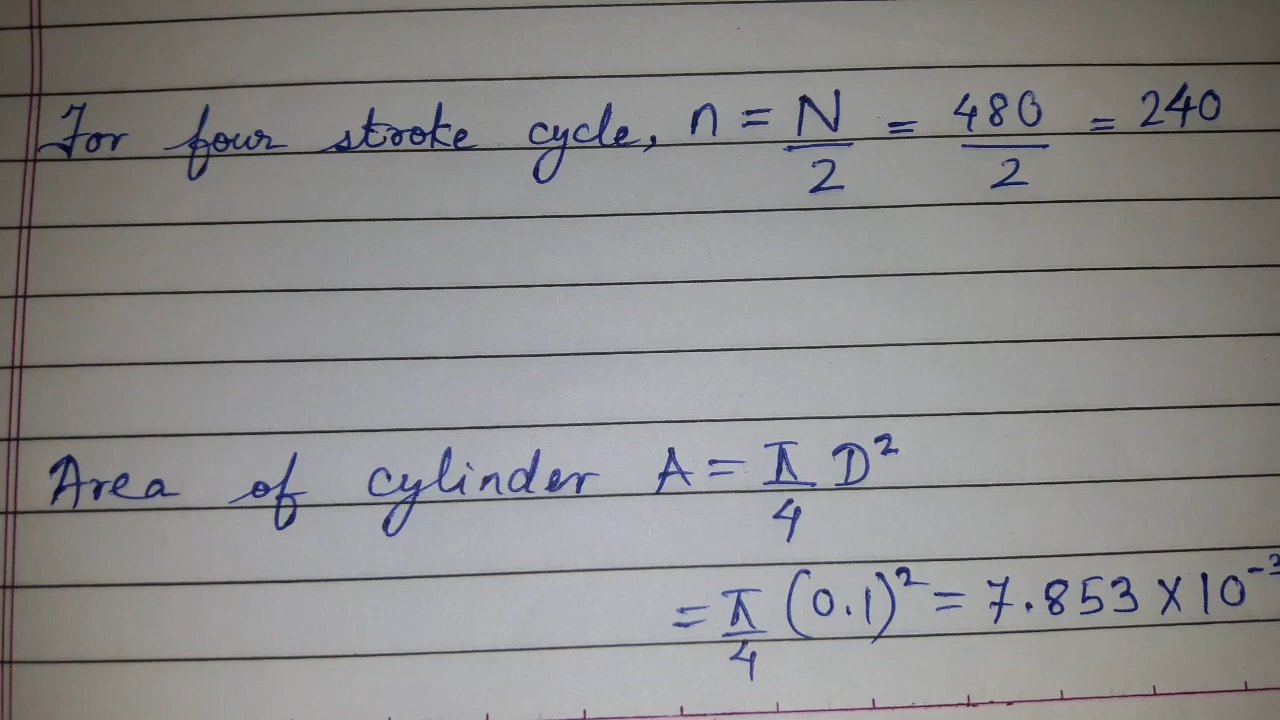 For four stroke cycle, n = N/2 = 480/2 = 240
Area of cylinder A = π/4 D²
= π/4 (0.1)² = 7.853 × 10⁻³